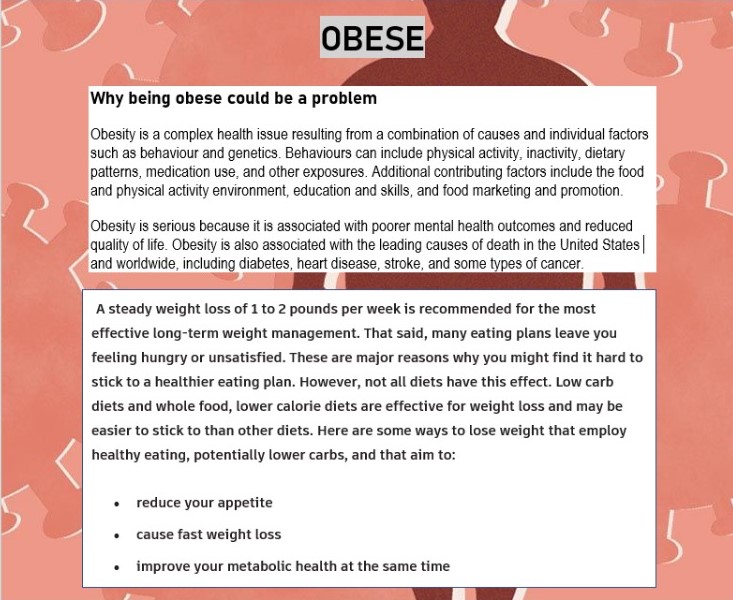 OBESE
Why being obese could be a problem
Obesity is a complex health issue resulting from a combination of causes and individual factors
such as behaviour and genetics. Behaviours can include physical activity, inactivity, dietary
patterns, medication use, and other exposures. Additional contributing factors include the food
and physical activity environment, education and skills, and food marketing and promotion.
Obesity is serious because it is associated with poorer mental health outcomes and reduced
quality of life. Obesity is also associated with the leading causes of death in the United States
and worldwide, including diabetes, heart disease, stroke, and some types of cancer.
A steady weight loss of 1 to 2 pounds per week is recommended for the most
effective long-term weight management. That said, many eating plans leave you
feeling hungry or unsatisfied. These are major reasons why you might find it hard to
stick to a healthier eating plan. However, not all diets have this effect. Low carb
diets and whole food, lower calorie diets are effective for weight loss and may be
easier to stick to than other diets. Here are some ways to lose weight that employ
healthy eating, potentially lower carbs, and that aim to:
• reduce your appetite
• cause fast weight loss
• improve your metabolic health at the same time